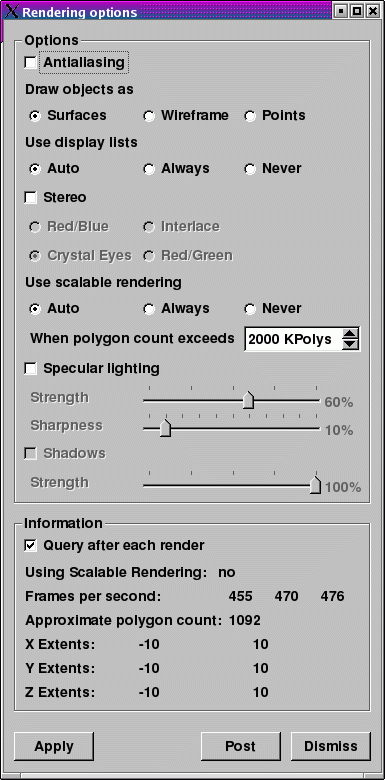 Rendering options
Options
Antialiasing
Draw objects as
Surfaces Wireframe Points
Use display lists
Auto Always Never
Stereo
Red/Blue Interlace
Crystal Eyes Red/Green
Use scalable rendering
Auto Always Never
When polygon count exceeds 2000 KPolys
Specular lighting
Strength 60%
Sharpness 10%
Shadows
Strength 100%
Information
Query after each render
Using Scalable Rendering: no
Frames per second: 455 470 476
Approximate polygon count: 1092
X Extents: -10 10
Y Extents: -10 10
Z Extents: -10 10
Apply Post Dismiss